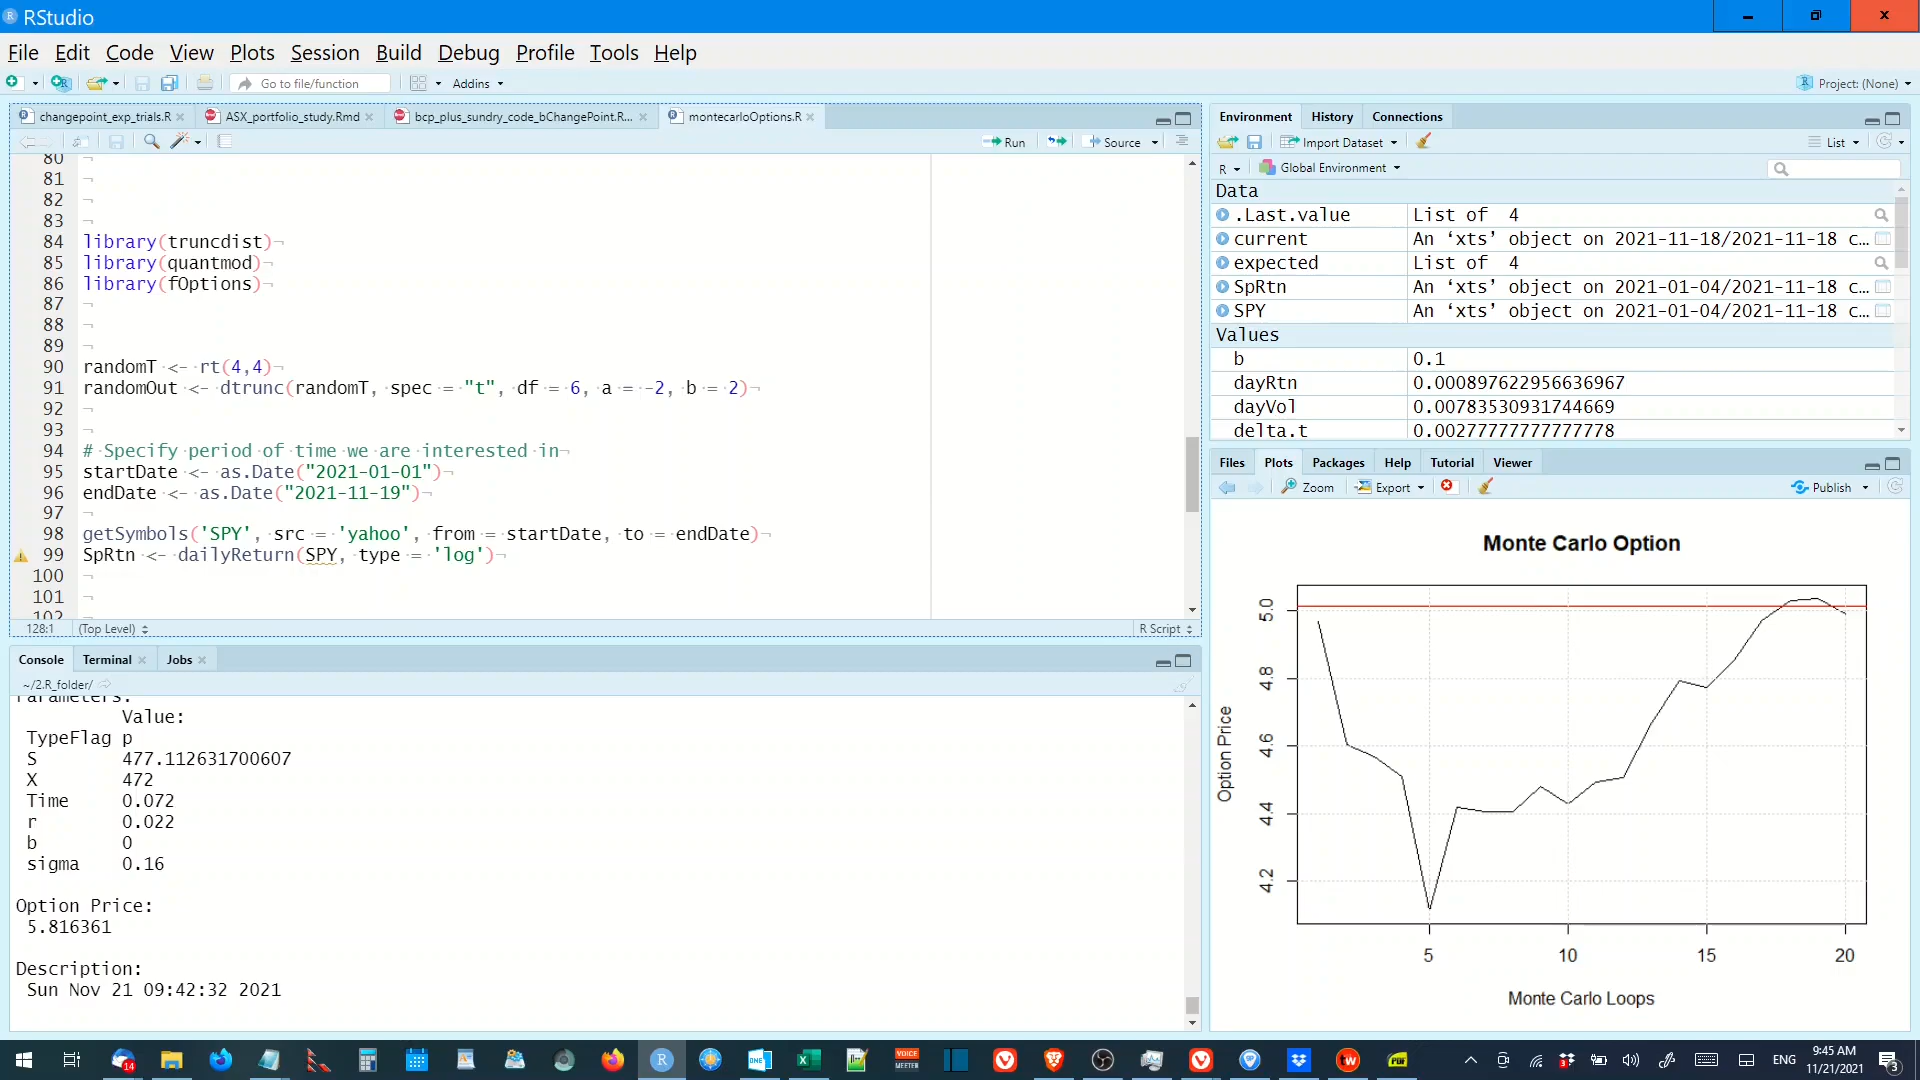 RStudio
File Edit Code View Plots Session Build Debug Profile Tools Help
Go to file/function Addins Project: (None)
changepoint_exp_trials.R ASX_portfolio_study.Rmd bcp_plus_sundry_code_bChangePoint.R... montecarloOptions.R
Run Source
80
81
82
83
84 library(truncdist)
85 library(quantmod)
86 library(fOptions)
87
88
89
90 randomT <- rt(4,4)
91 randomOut <- dtrunc(randomT, spec = "t", df = 6, a = -2, b = 2)
92
93
94 # Specify period of time we are interested in
95 startDate <- as.Date("2021-01-01")
96 endDate <- as.Date("2021-11-19")
97
98 getSymbols('SPY', src = 'yahoo', from = startDate, to = endDate)
99 SpRtn <- dailyReturn(SPY, type = 'log')
100
101
102
128:1 (Top Level) R Script
Console Terminal Jobs
~/2.R_folder/
Parameters:
Value:
TypeFlag p
S 477.112631700607
X 472
Time 0.072
r 0.022
b 0
sigma 0.16
Option Price:
5.816361
Description:
Sun Nov 21 09:42:32 2021
Environment History Connections
Import Dataset List
R Global Environment
Data
.Last.value List of 4
current An ‘xts’ object on 2021-11-18/2021-11-18 c…
expected List of 4
SpRtn An ‘xts’ object on 2021-01-04/2021-11-18 c…
SPY An ‘xts’ object on 2021-01-04/2021-11-18 c…
Values
b 0.1
dayRtn 0.000897622956636967
dayVol 0.00783530931744669
delta.t 0.00277777777777778
Files Plots Packages Help Tutorial Viewer
Zoom Export Publish
Monte Carlo Option
Option Price
5.0
4.8
4.6
4.4
4.2
5 10 15 20
Monte Carlo Loops
14 VOICE MEETER PDF 3 ENG 9:45 AM 3
11/21/2021